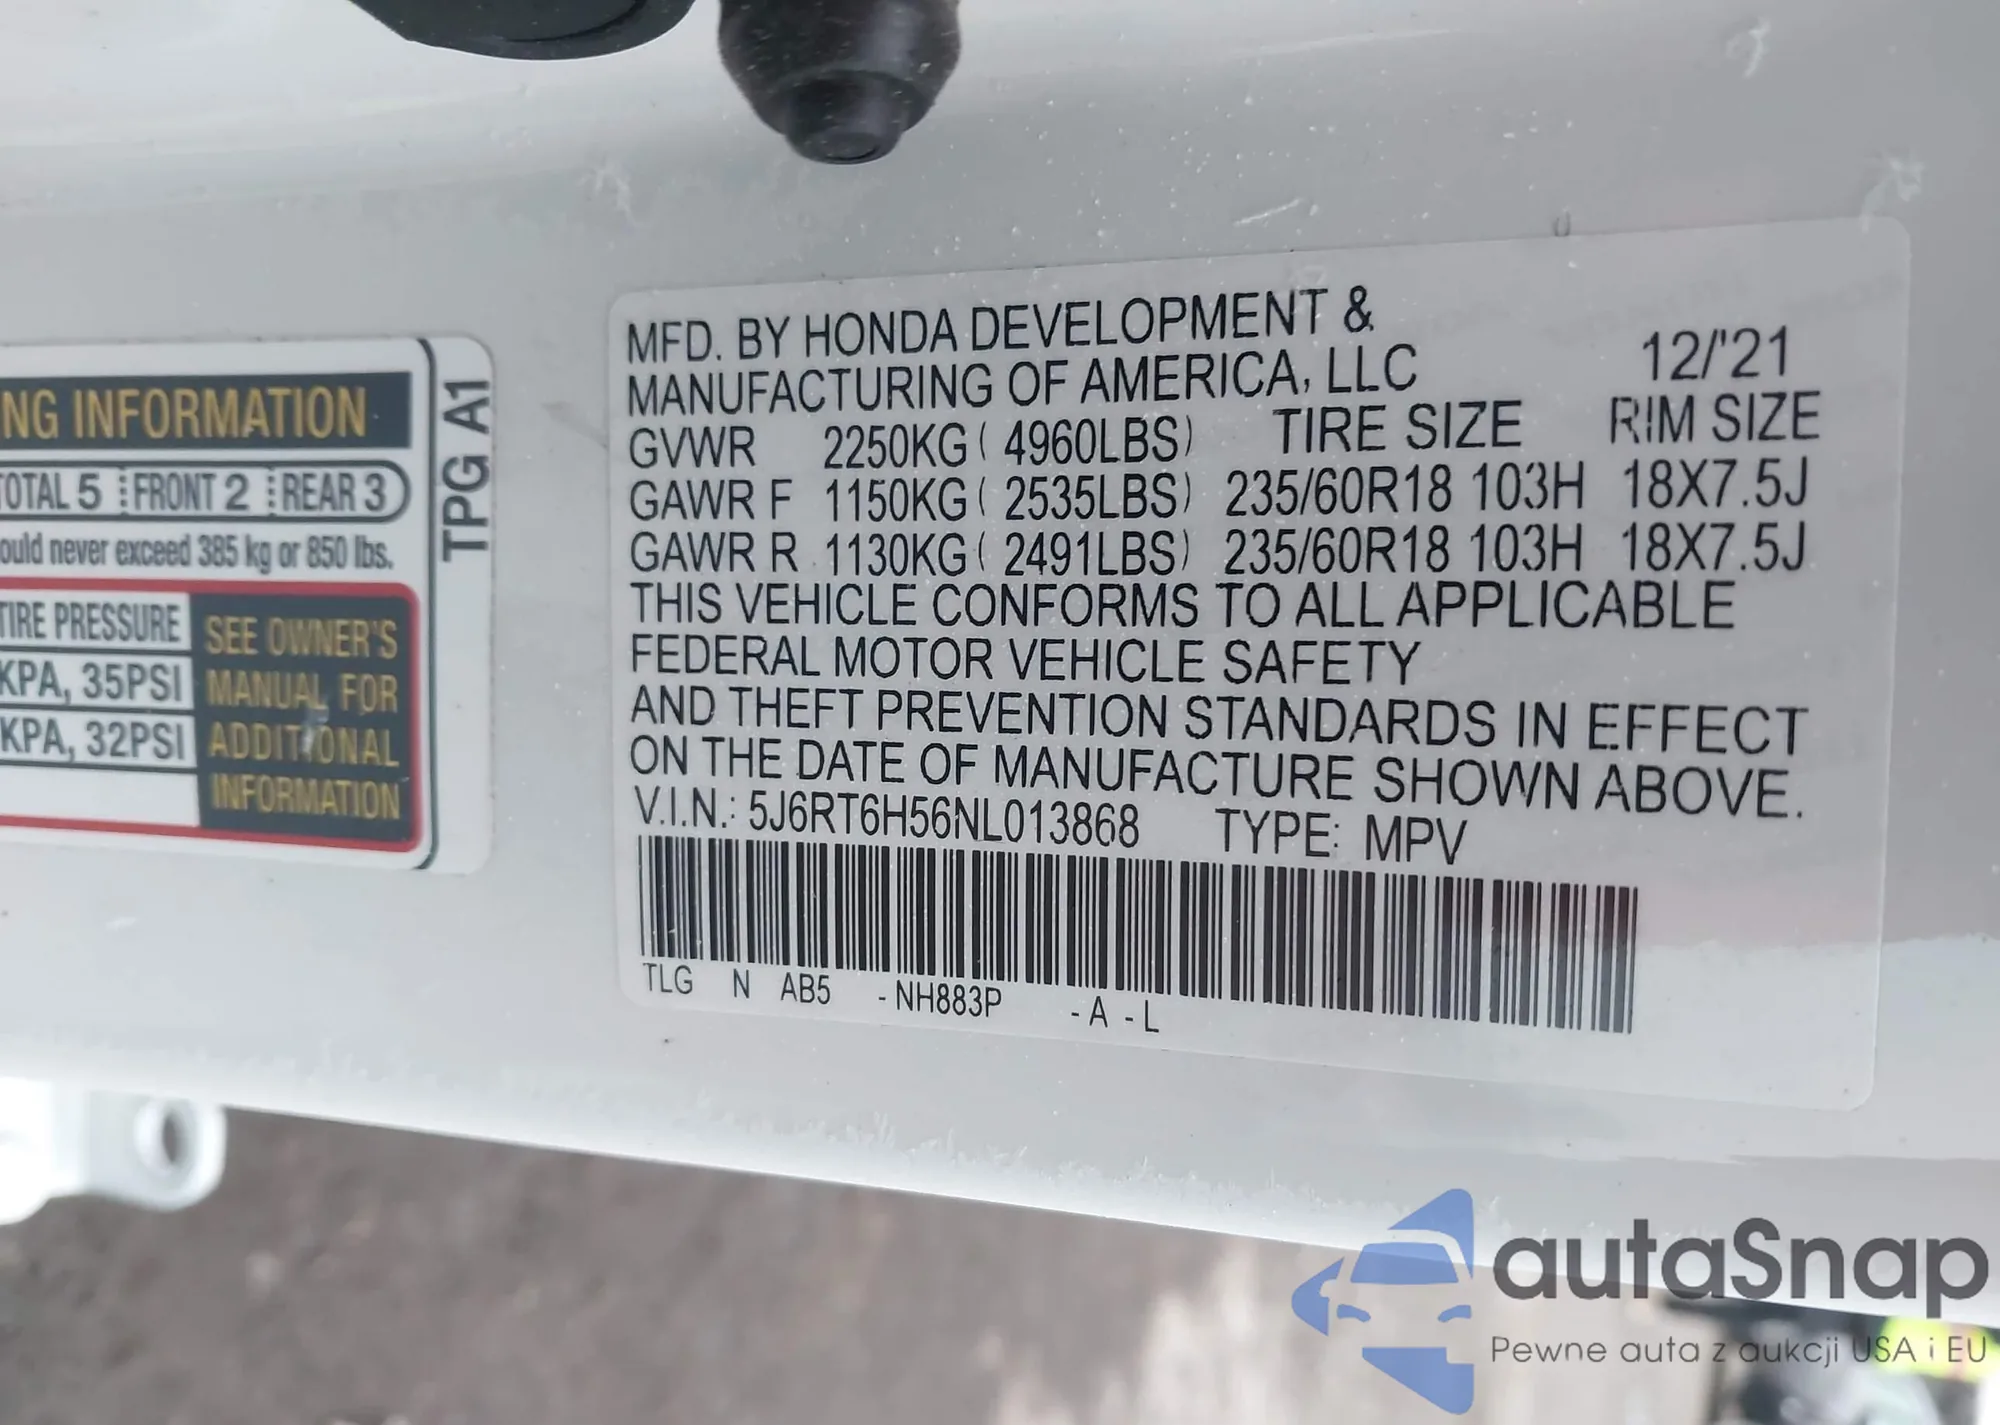 NG INFORMATION
TOTAL 5 FRONT 2 REAR 3
ould never exceed 385 kg or 850 lbs.
TIRE PRESSURE
KPA, 35PSI
KPA, 32PSI
SEE OWNER'S
MANUAL FOR
ADDITIONAL
INFORMATION
TPG A1
MFD. BY HONDA DEVELOPMENT &
MANUFACTURING OF AMERICA, LLC 12/'21
GVWR 2250KG ( 4960LBS) TIRE SIZE RIM SIZE
GAWR F 1150KG ( 2535LBS) 235/60R18 103H 18X7.5J
GAWR R 1130KG ( 2491LBS) 235/60R18 103H 18X7.5J
THIS VEHICLE CONFORMS TO ALL APPLICABLE
FEDERAL MOTOR VEHICLE SAFETY
AND THEFT PREVENTION STANDARDS IN EFFECT
ON THE DATE OF MANUFACTURE SHOWN ABOVE.
V.I.N.: 5J6RT6H56NL013868 TYPE: MPV
TLG N AB5 -NH883P -A -L
autaSnap
Pewne auta z aukcji USA i EU